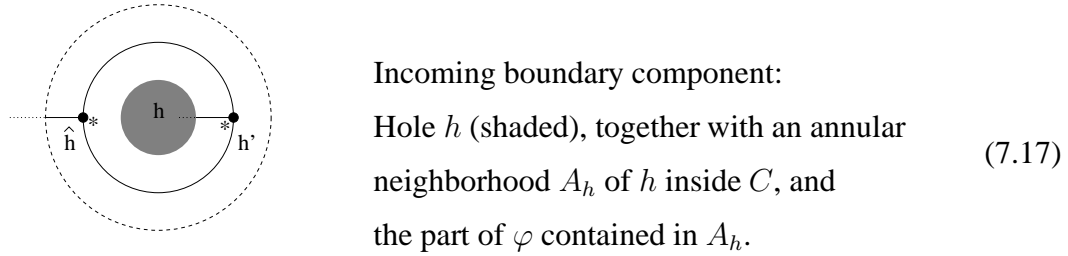 h
*
*
ĥ
h'
Incoming boundary component:
Hole h (shaded), together with an annular
neighborhood A_h of h inside C, and
the part of φ contained in A_h.
(7.17)